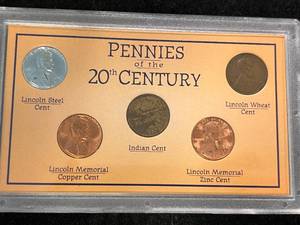 PENNIES
of the
20th CENTURY
Lincoln Steel
Cent
Lincoln Wheat
Cent
Indian Cent
Lincoln Memorial
Copper Cent
Lincoln Memorial
Zinc Cent